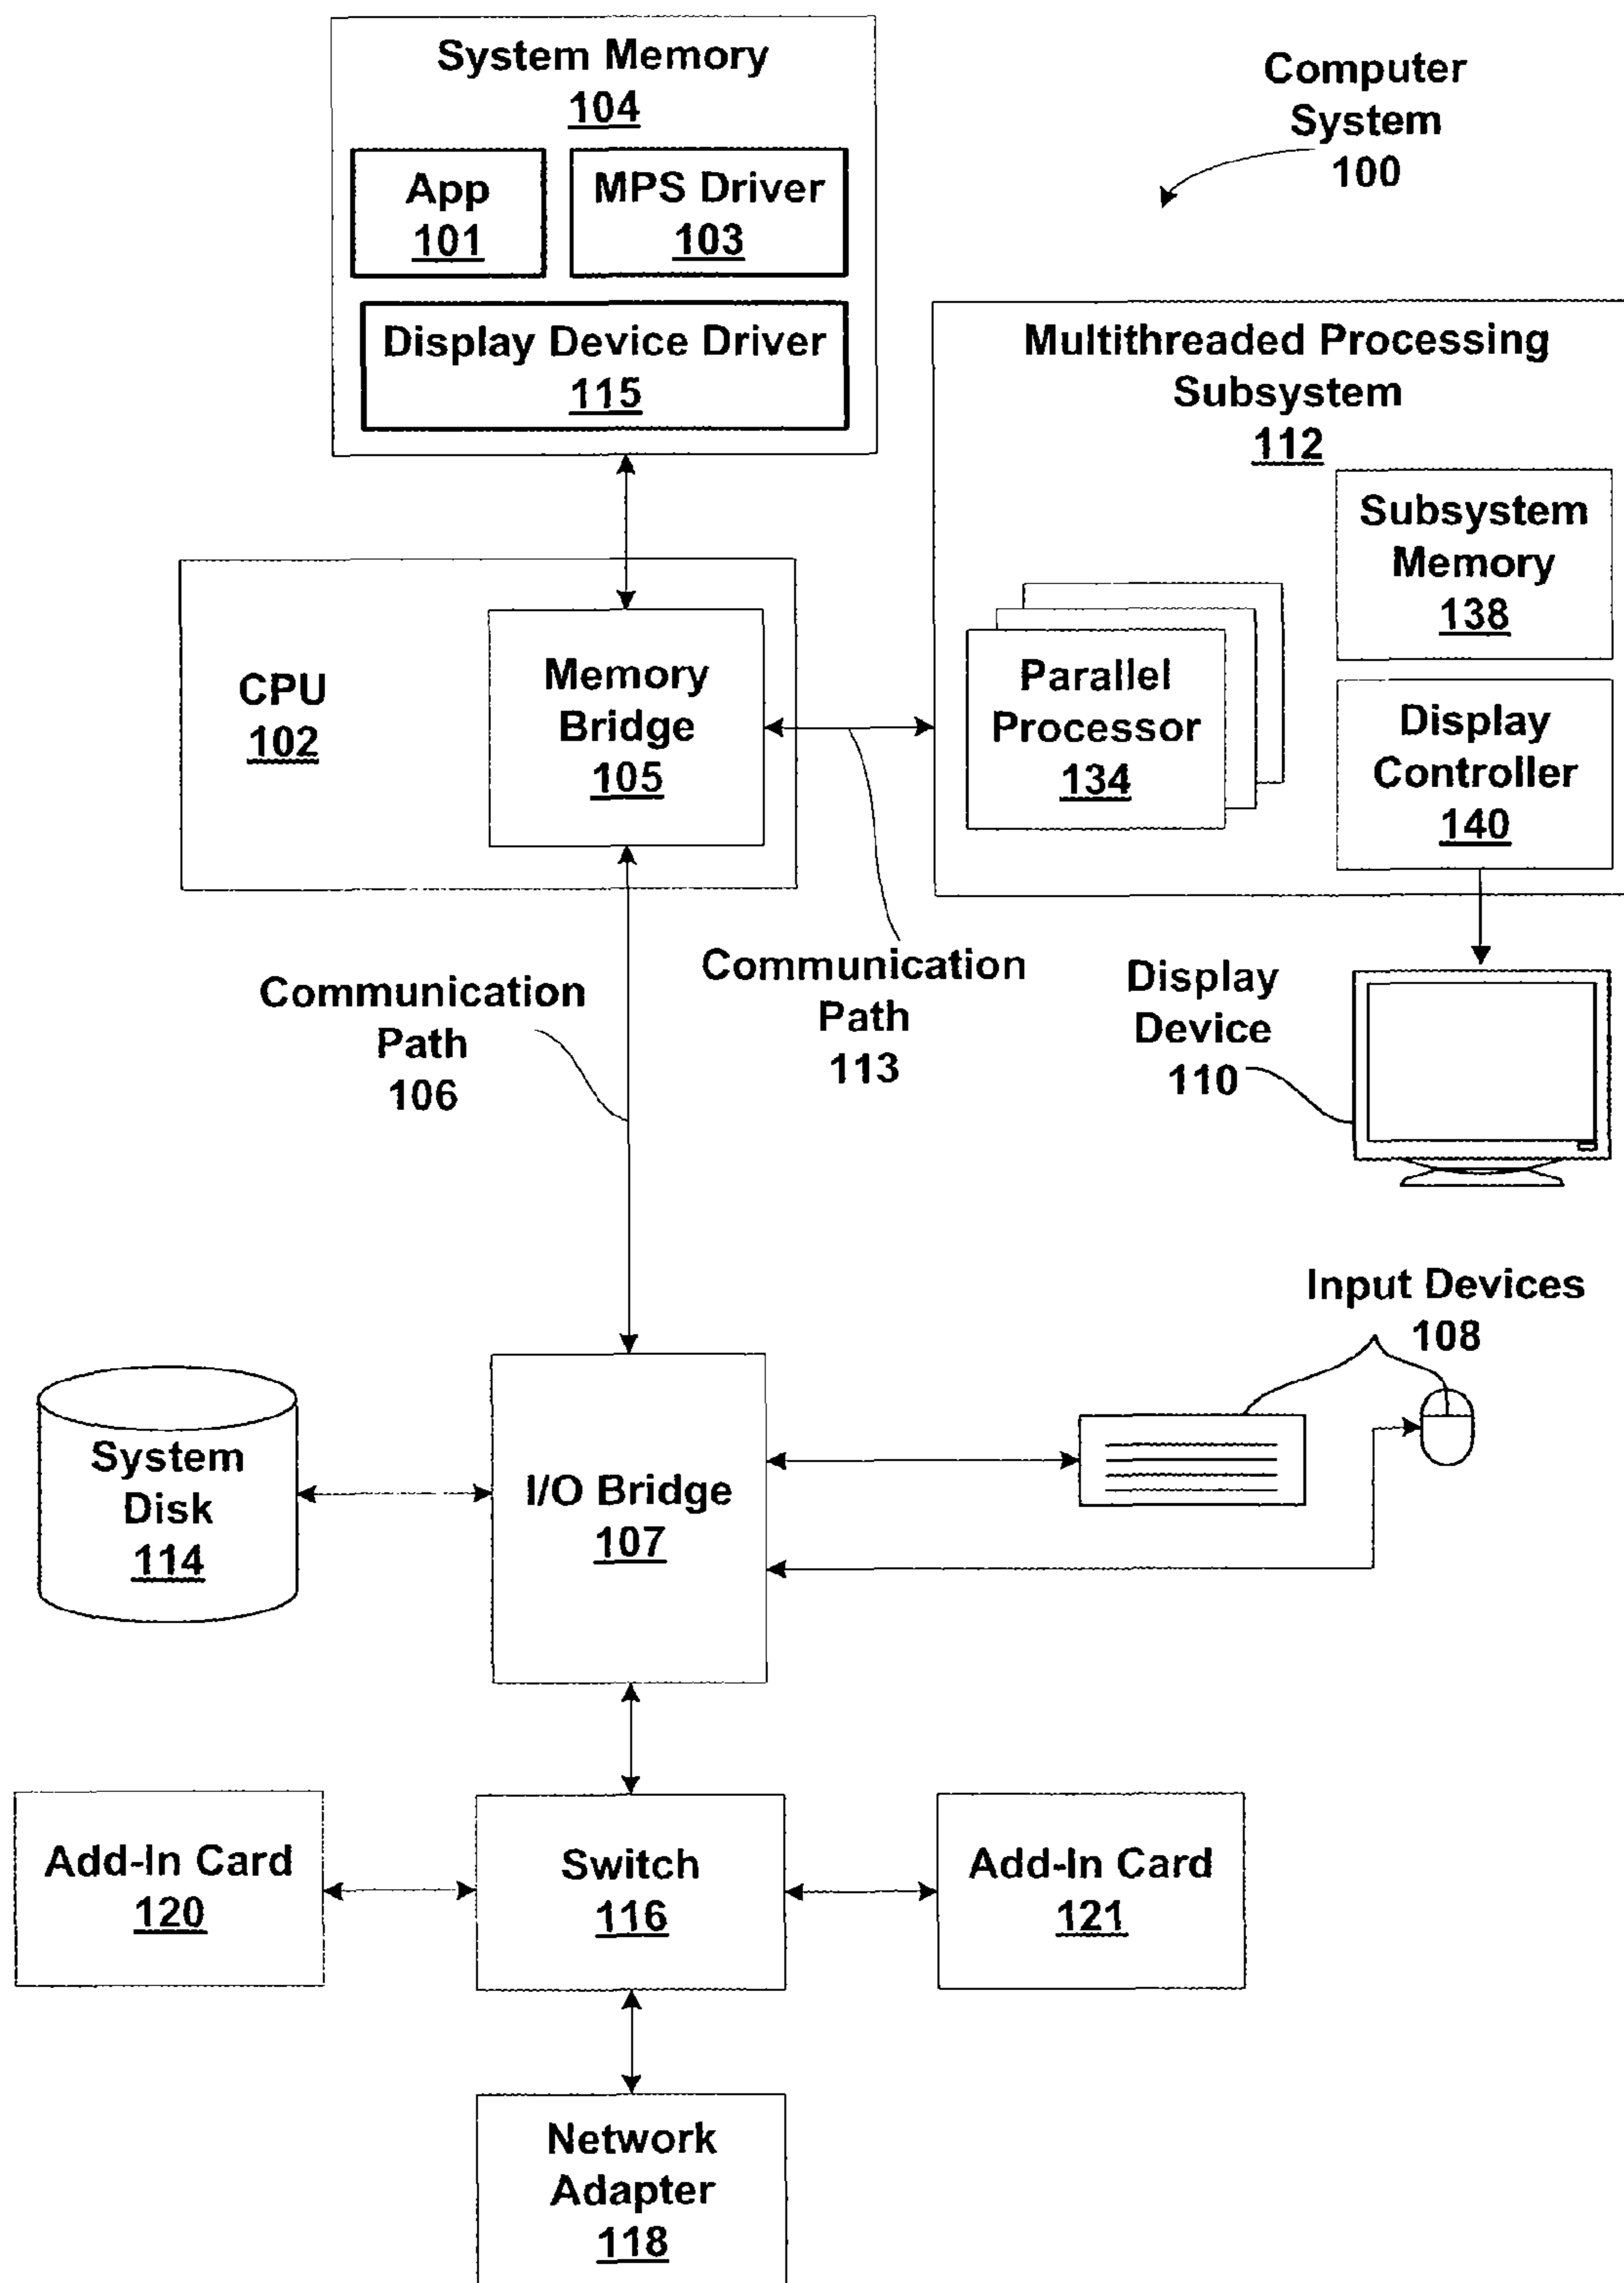 System Memory
104
App
101
MPS Driver
103
Display Device Driver
115
Computer
System
100
Multithreaded Processing
Subsystem
112
Subsystem
Memory
138
Parallel
Processor
134
Display
Controller
140
CPU
102
Memory
Bridge
105
Communication
Path
106
Communication
Path
113
Display
Device
110
Input Devices
108
System
Disk
114
I/O Bridge
107
Add-In Card
120
Switch
116
Add-In Card
121
Network
Adapter
118